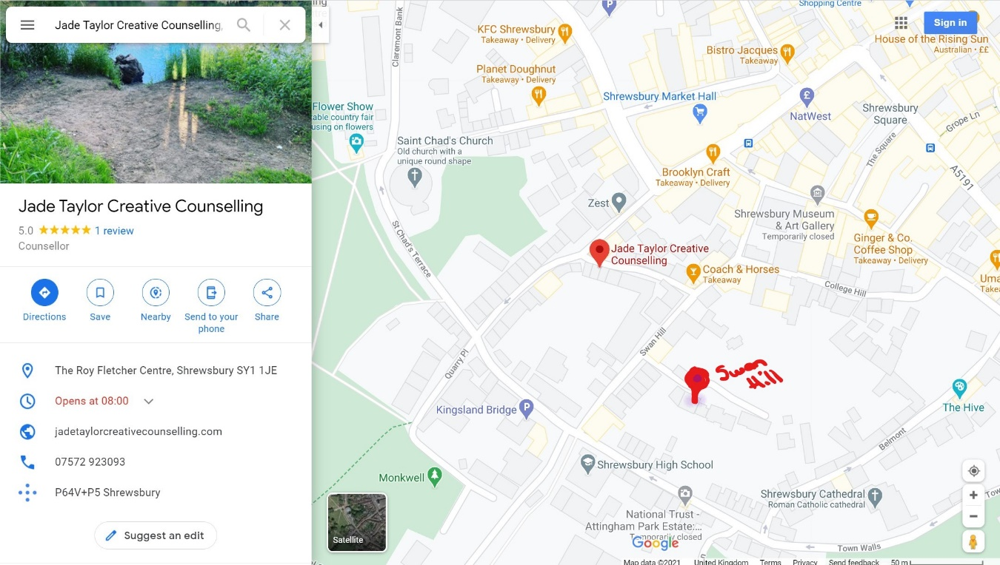 Jade Taylor Creative Counselling,
Jade Taylor Creative Counselling
5.0
1 review
Counsellor
Directions
Save
Nearby
Send to your
phone
Share
The Roy Fletcher Centre, Shrewsbury SY1 1JE
Opens at 08:00
jadetaylorcreativecounselling.com
07572 923093
P64V+P5 Shrewsbury
Suggest an edit
Sign in
Shopping Centre
P
Claremont Bank
KFC Shrewsbury
Takeaway • Delivery
Planet Doughnut
Takeaway • Delivery
Bistro Jacques
Takeaway
House of the Rising Sun
Australian • ££
Shrewsbury Market Hall
£
NatWest
Shrewsbury
Square
Grope Ln
The Square
A5191
Flower Show
able country fair
using on flowers
Saint Chad's Church
Old church with a
unique round shape
Brooklyn Craft
Takeaway • Delivery
Zest
Shrewsbury Museum
& Art Gallery
Temporarily closed
Ginger & Co.
Coffee Shop
Takeaway • Delivery
St Chad's Terrace
Jade Taylor Creative
Counselling
Coach & Horses
Takeaway
College Hill
Uma
Take
Swan Hill
Quarry Pl
Swan
Hill
Kingsland Bridge
P
The Hive
Belmont
Monkwell
Shrewsbury High School
Shrewsbury Cathedral
Roman Catholic cathedral
National Trust -
Attingham Park Estate:...
Temporarily closed
Town Walls
Tow
Satellite
Google
Map data ©2021
United Kingdom
Terms
Privacy
Send feedback
50 m